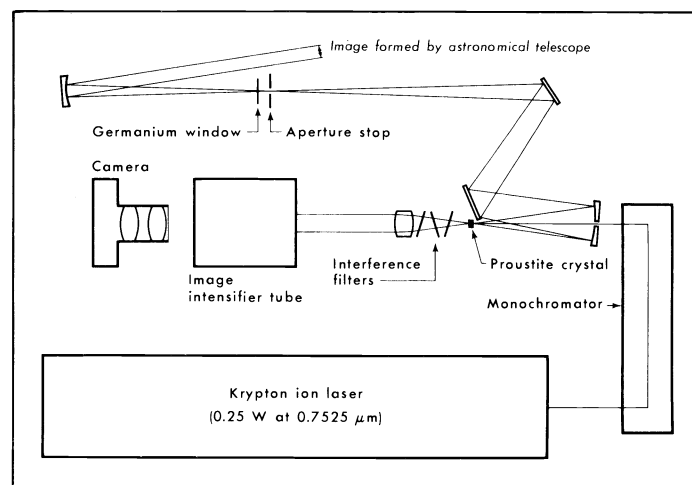 Image formed by astronomical telescope
Germanium window
Aperture stop
Camera
Image
intensifier tube
Interference
filters
Proustite crystal
Monochromator
Krypton ion laser
(0.25 W at 0.7525 μm)